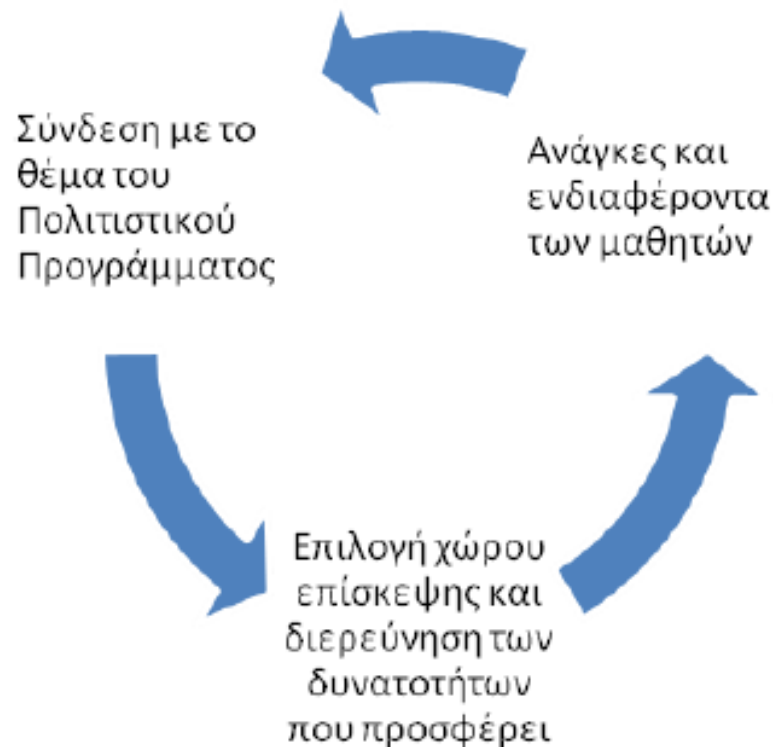 Σύνδεση με το
θέμα του
Πολιτιστικού
Προγράμματος
Ανάγκες και
ενδιαφέροντα
των μαθητών
Επιλογή χώρου
επίσκεψης και
διερεύνηση των
δυνατοτήτων
που προσφέρει